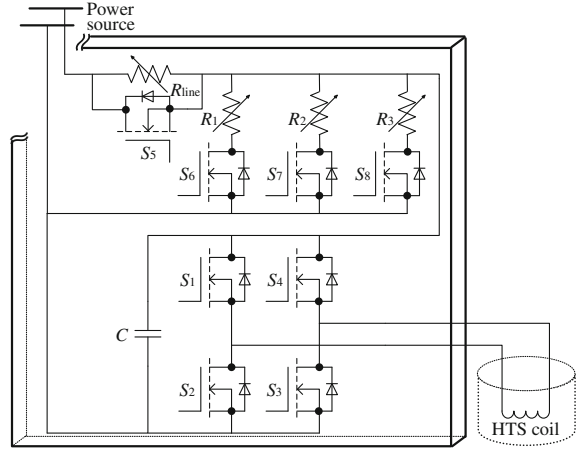 Power
source
Rline
R1
R2
R3
S5
S6
S7
S8
S1
S4
C
S2
S3
HTS coil